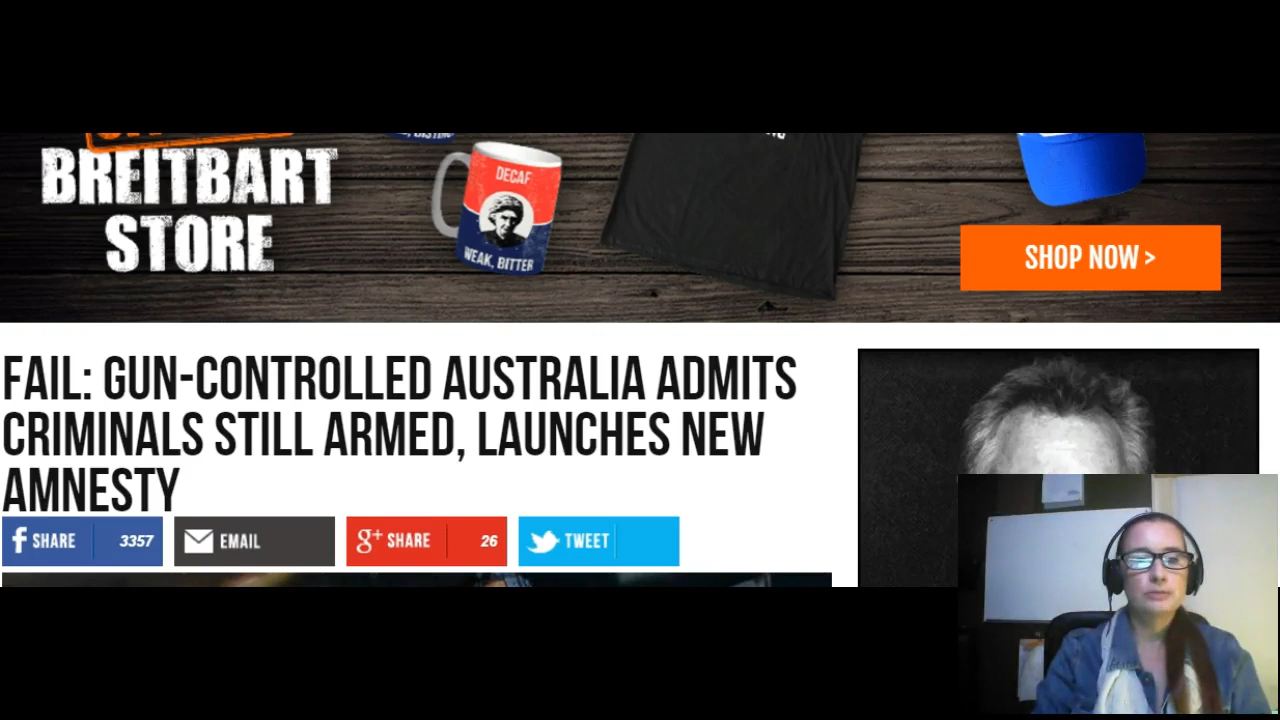 BREITBART
STORE
DECAF
WEAK, BITTER
SHOP NOW >
FAIL: GUN-CONTROLLED AUSTRALIA ADMITS
CRIMINALS STILL ARMED, LAUNCHES NEW
AMNESTY
f SHARE 3357
EMAIL
g+ SHARE 26
TWEET